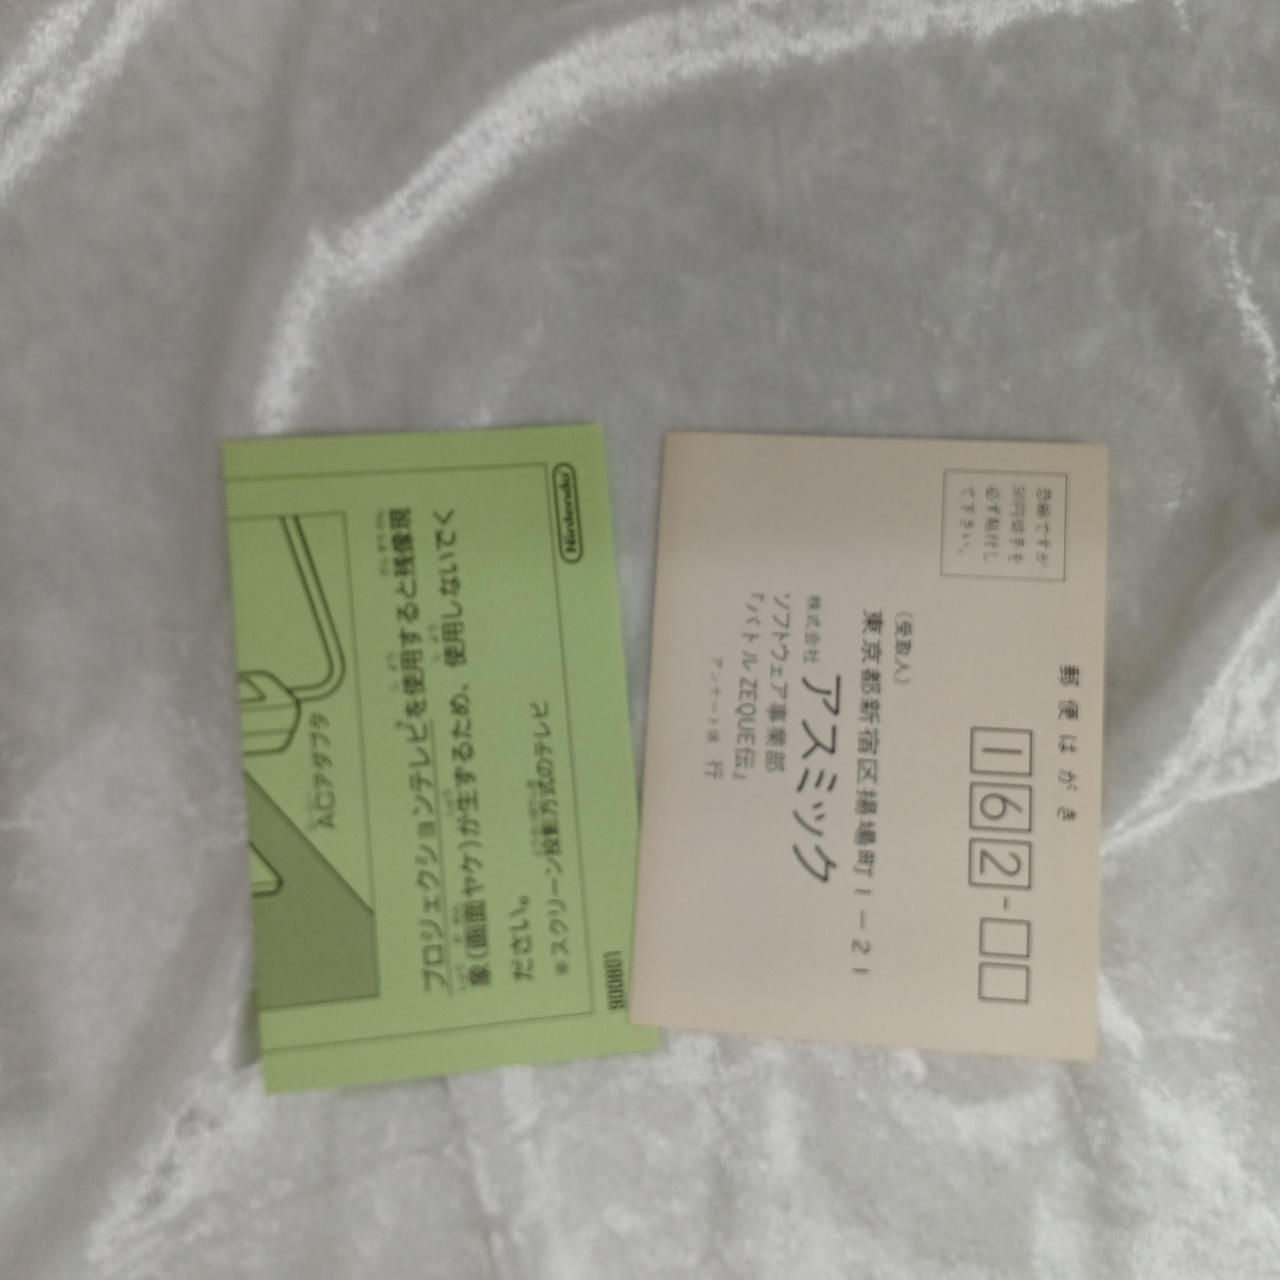 Nintendo
ACアダプタ
プロジェクションテレビ*を使用すると残像現
象(画面ヤケ)が生するため、使用しないでく
ださい。
※スクリーン投影方式のテレビ
恐縮ですが
50円切手を
必ず貼付し
て下さい。
郵便はがき
162-
(受取人)
東京都新宿区揚場町1-21
株式会社 アスミック
ソフトウェア事業部
『バトルZEQUE伝』
アンケート係 行